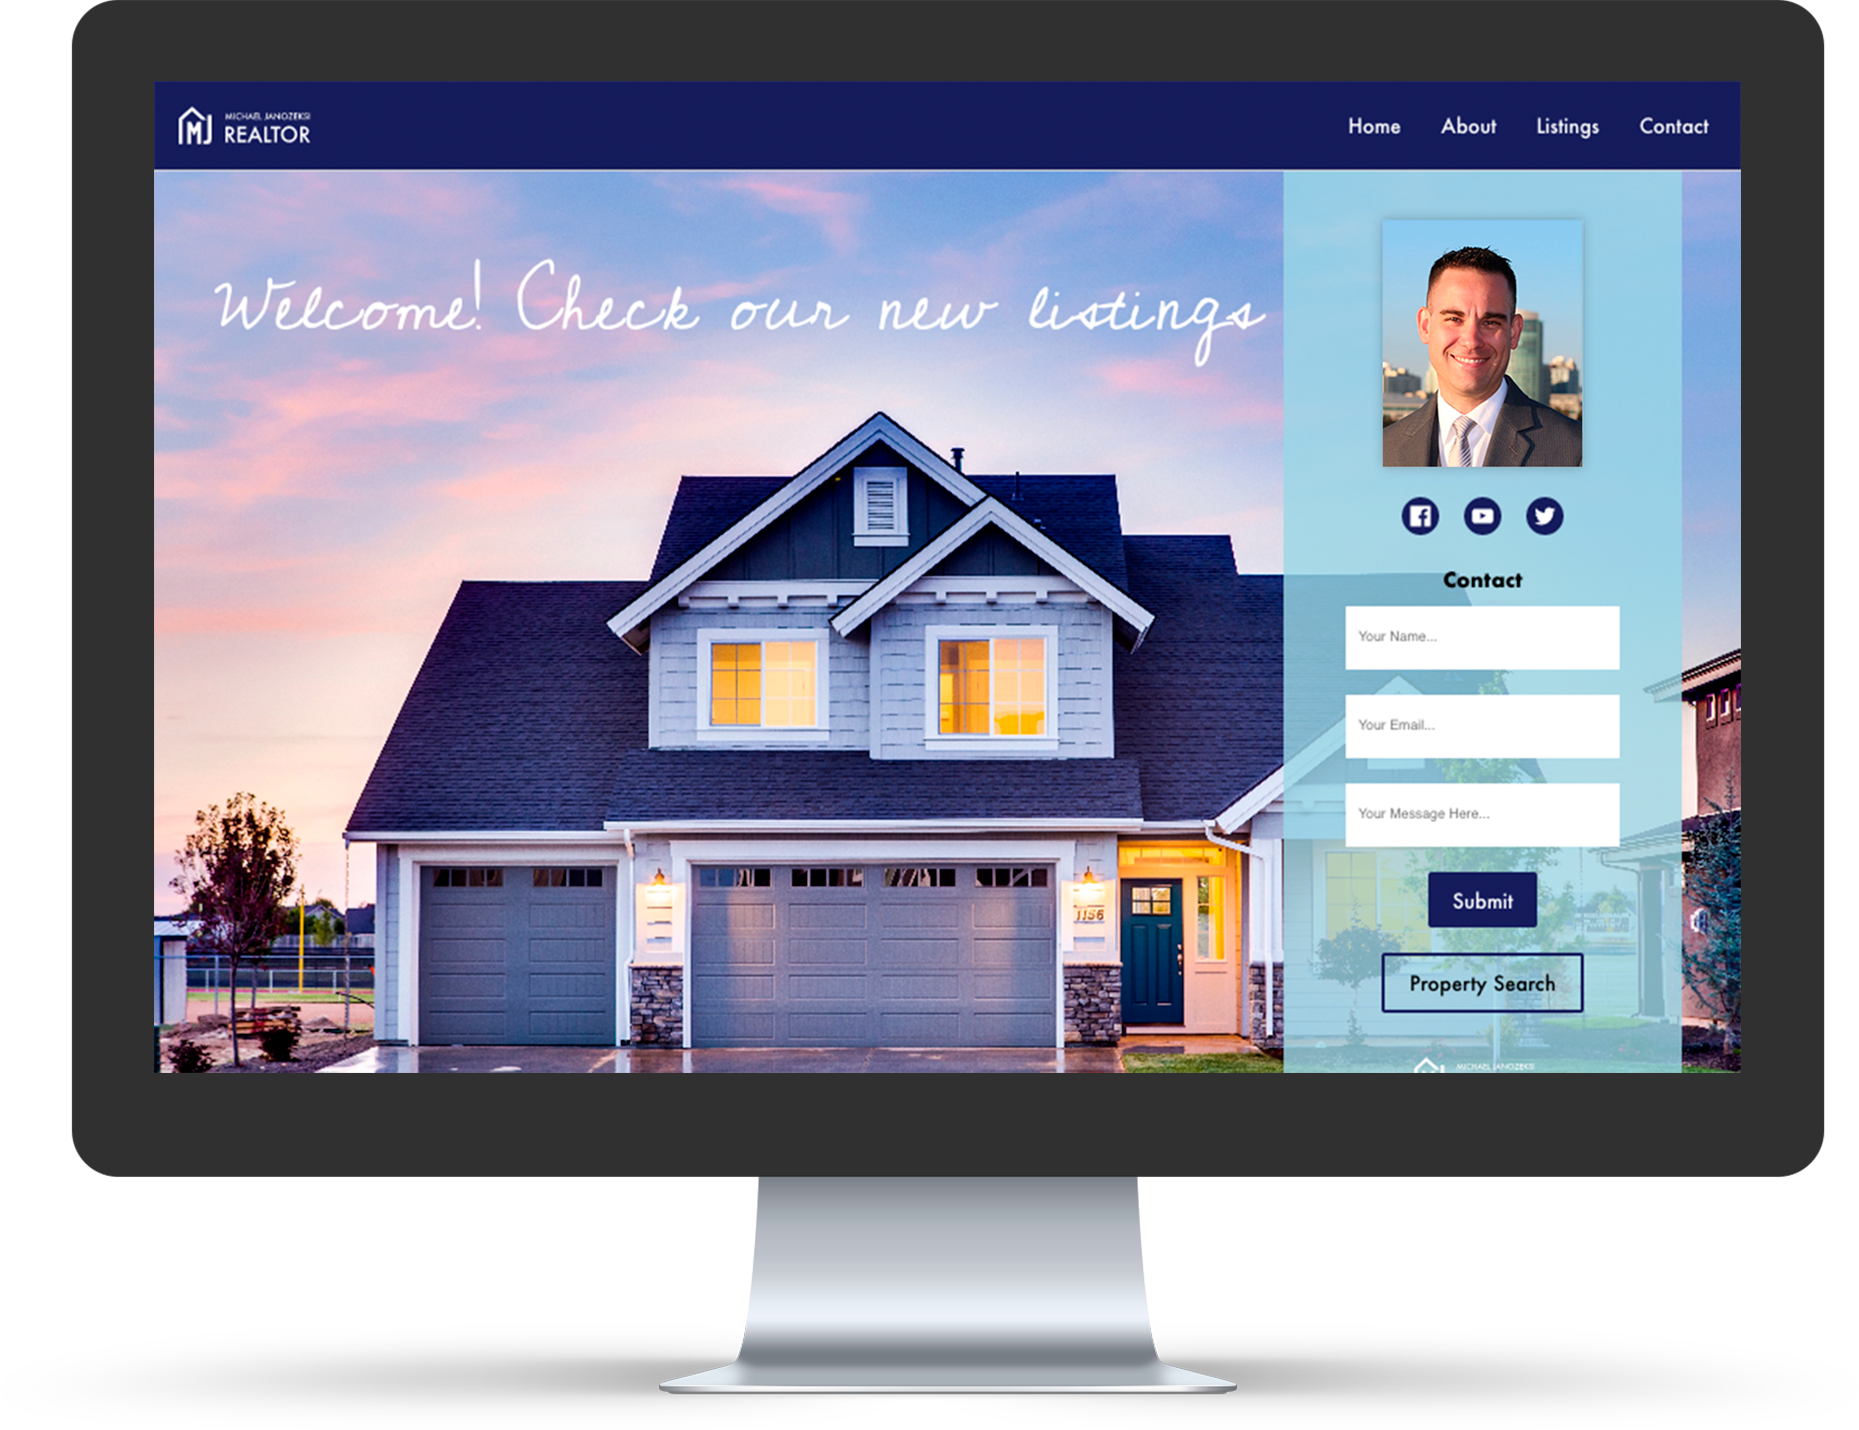 MICHAEL JANOZEKSI
REALTOR
Home About Listings Contact
Welcome! Check our new listings
Contact
Your Name...
Your Email...
Your Message Here...
1156
Submit
Property Search
MICHAEL JANOZEKSI